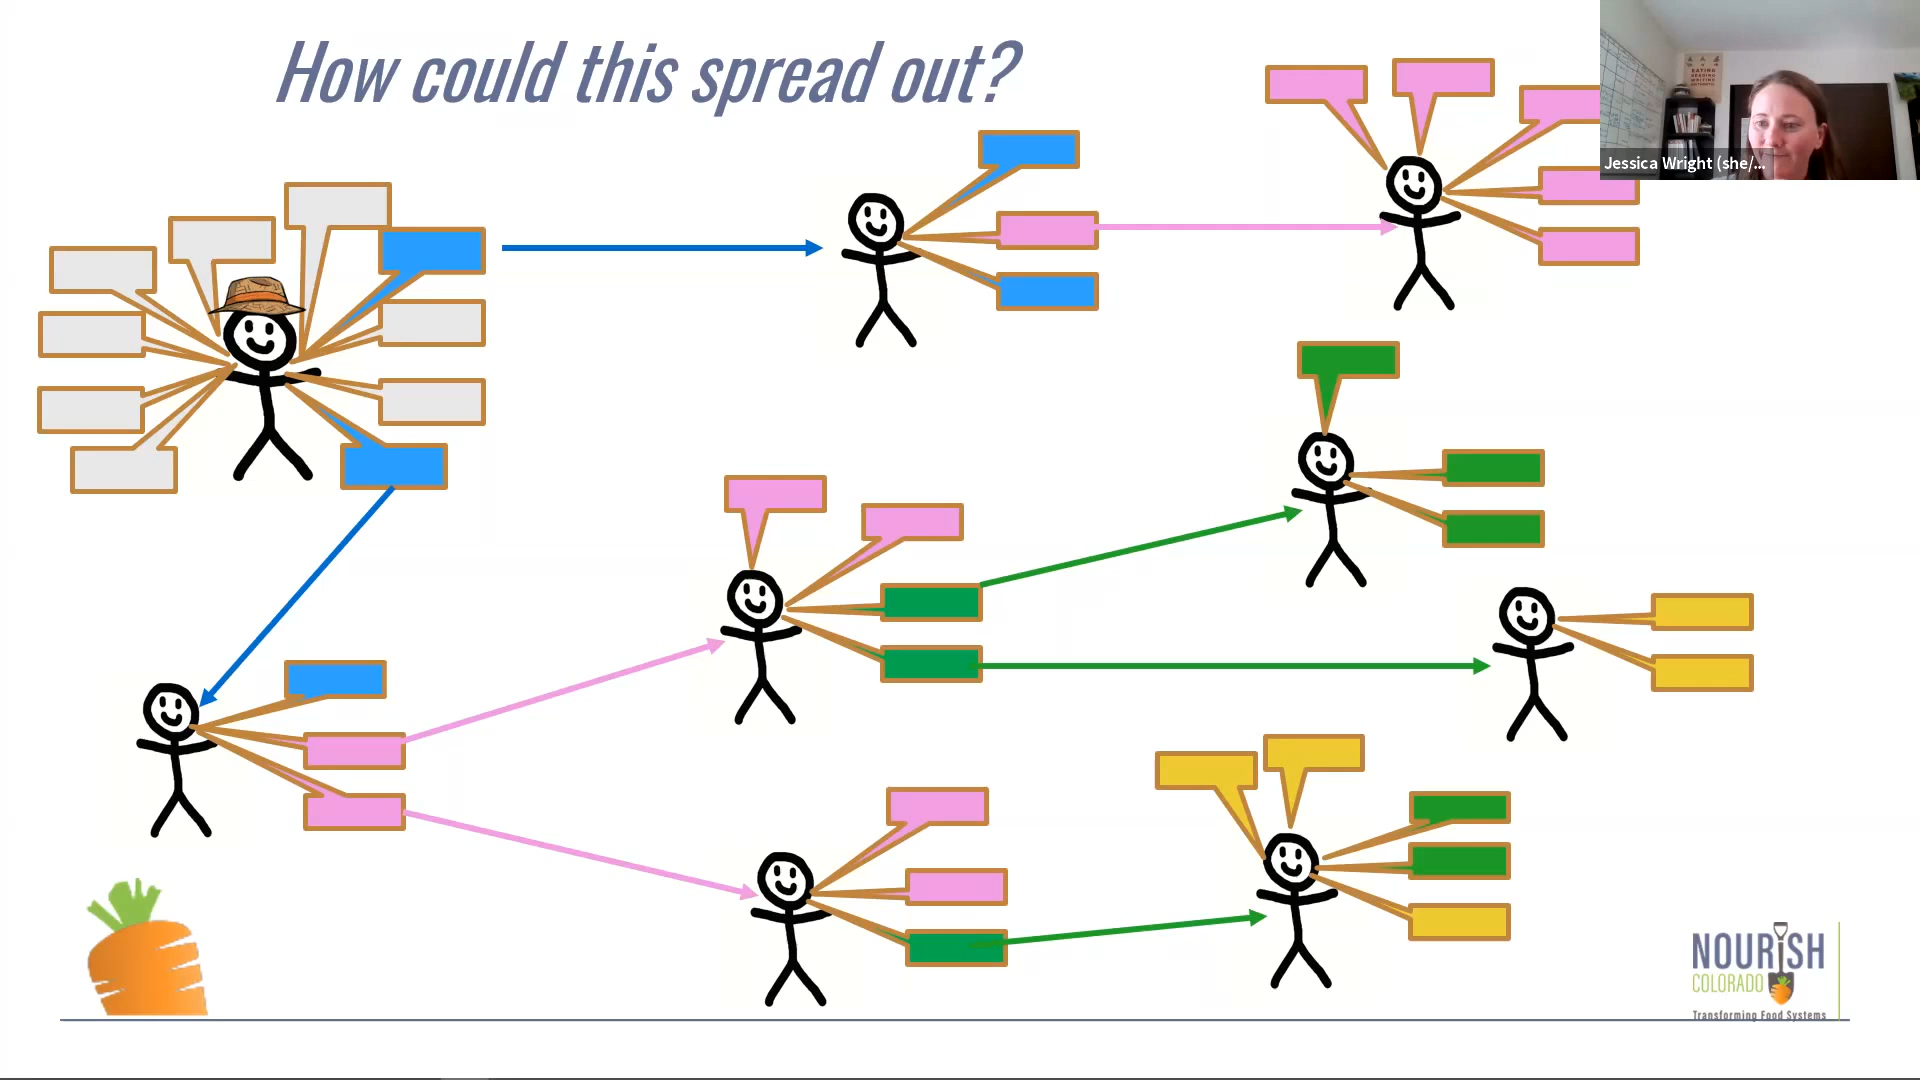 How could this spread out?
Jessica Wright (she/...
NOURISH
COLORADO
Transforming Food Systems